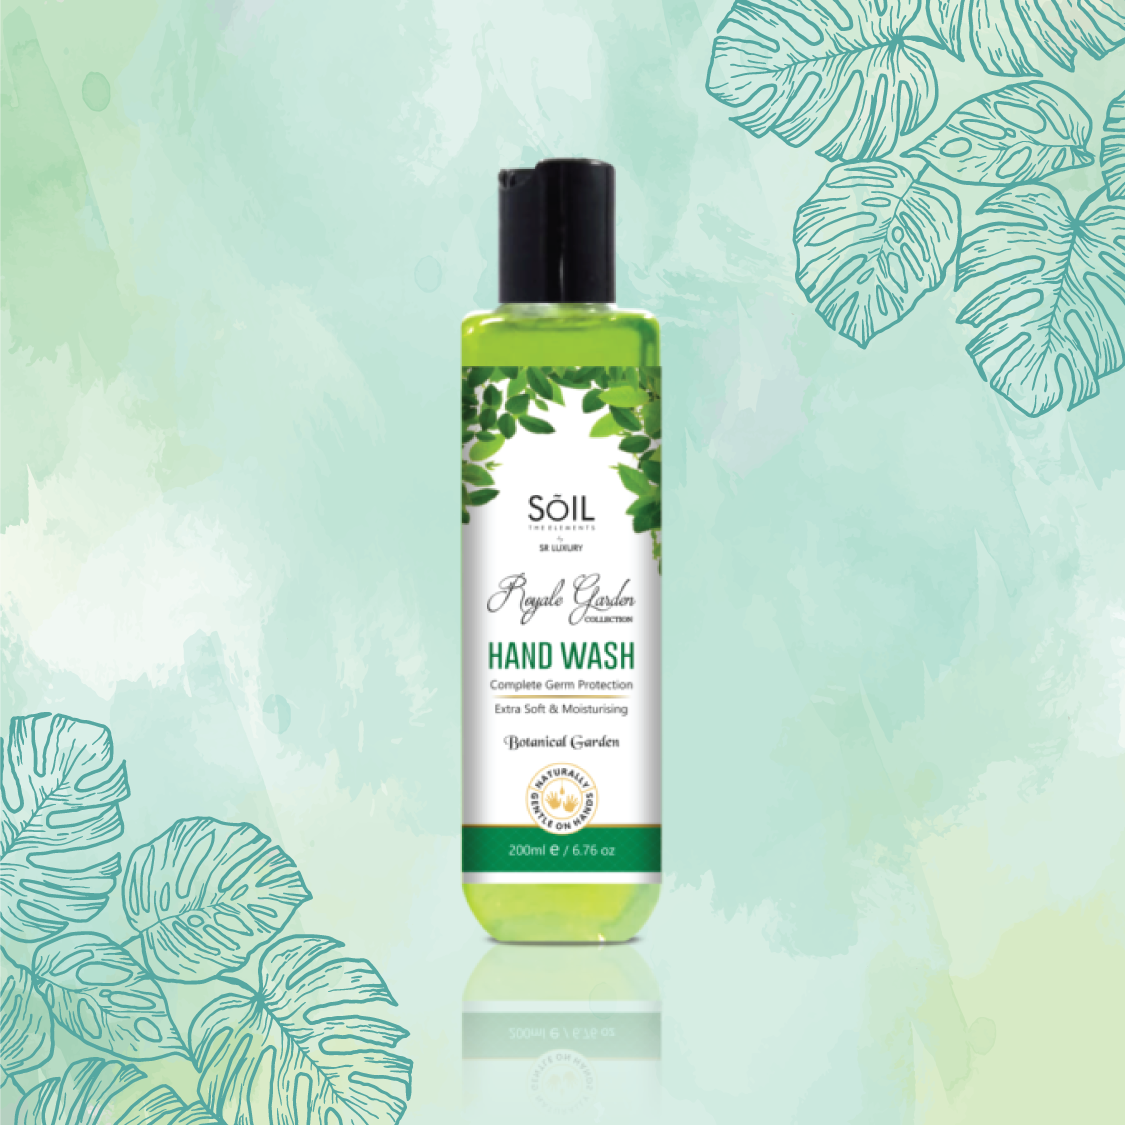 SÕIL
THE ELEMENTS
by
SR LUXURY
Royale Garden
COLLECTION
HAND WASH
Complete Germ Protection
Extra Soft & Moisturising
Botanical Garden
NATURALLY
GENTLE ON HANDS
200ml e / 6.76 oz